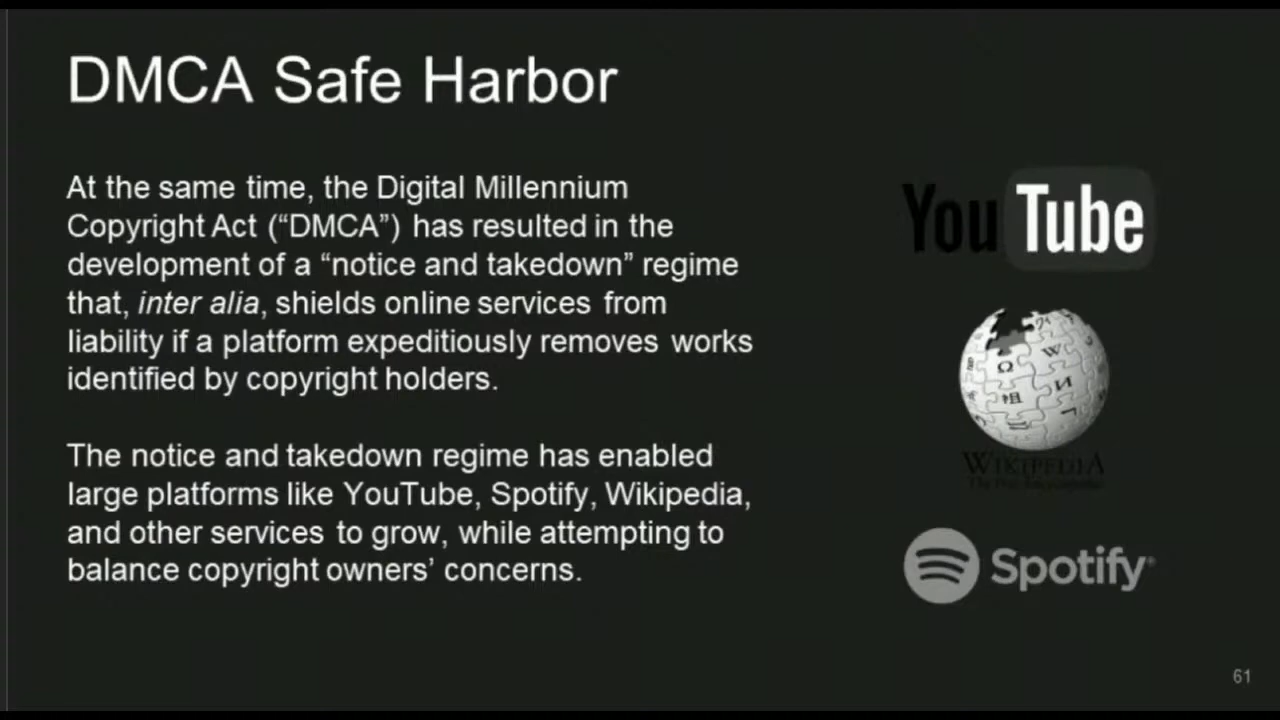 DMCA Safe Harbor
At the same time, the Digital Millennium
Copyright Act (“DMCA”) has resulted in the
development of a “notice and takedown” regime
that, inter alia, shields online services from
liability if a platform expeditiously removes works
identified by copyright holders.
The notice and takedown regime has enabled
large platforms like YouTube, Spotify, Wikipedia,
and other services to grow, while attempting to
balance copyright owners’ concerns.
YouTube
WIKIPEDIA
Spotify
61